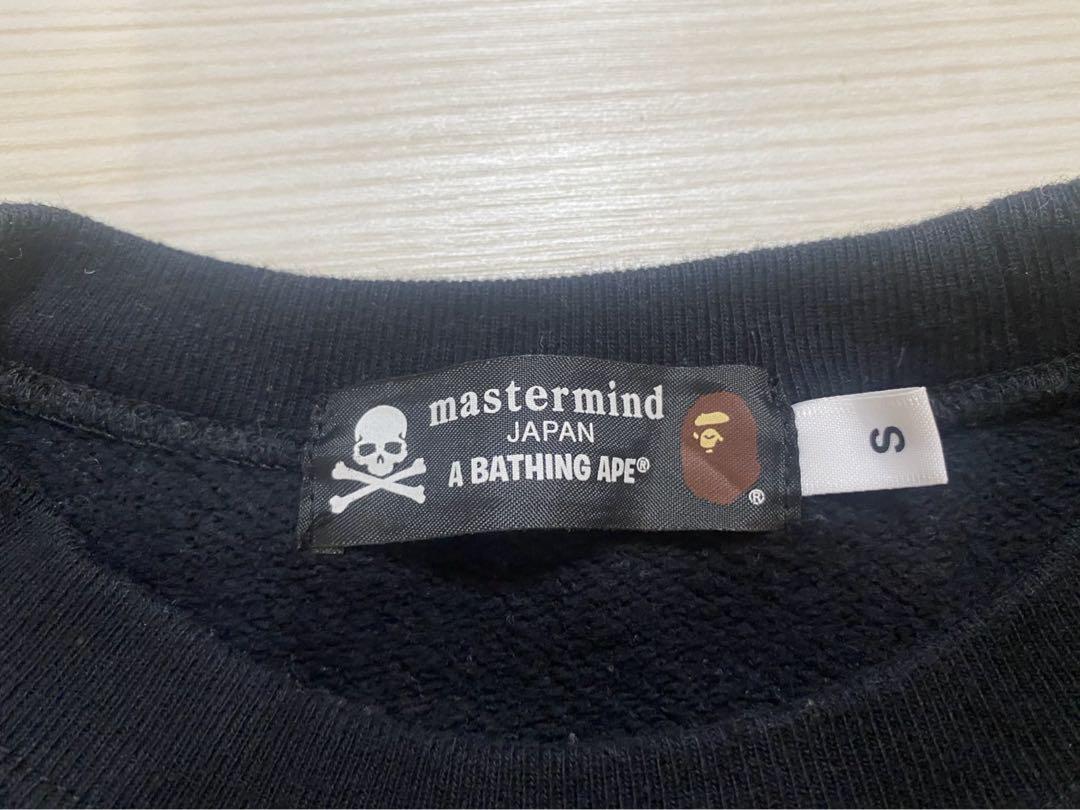 mastermind
JAPAN
A BATHING APE®
®
S